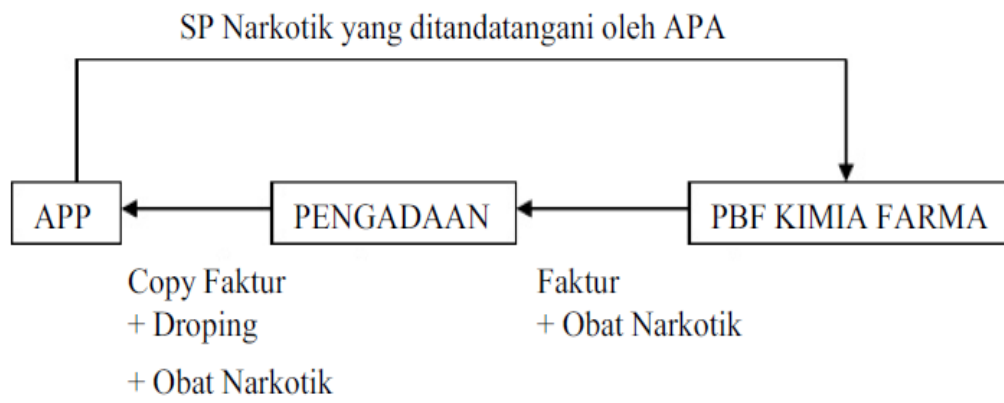 SP Narkotik yang ditandatangani oleh APA
APP
PENGADAAN
PBF KIMIA FARMA
Copy Faktur
+ Droping
+ Obat Narkotik
Faktur
+ Obat Narkotik